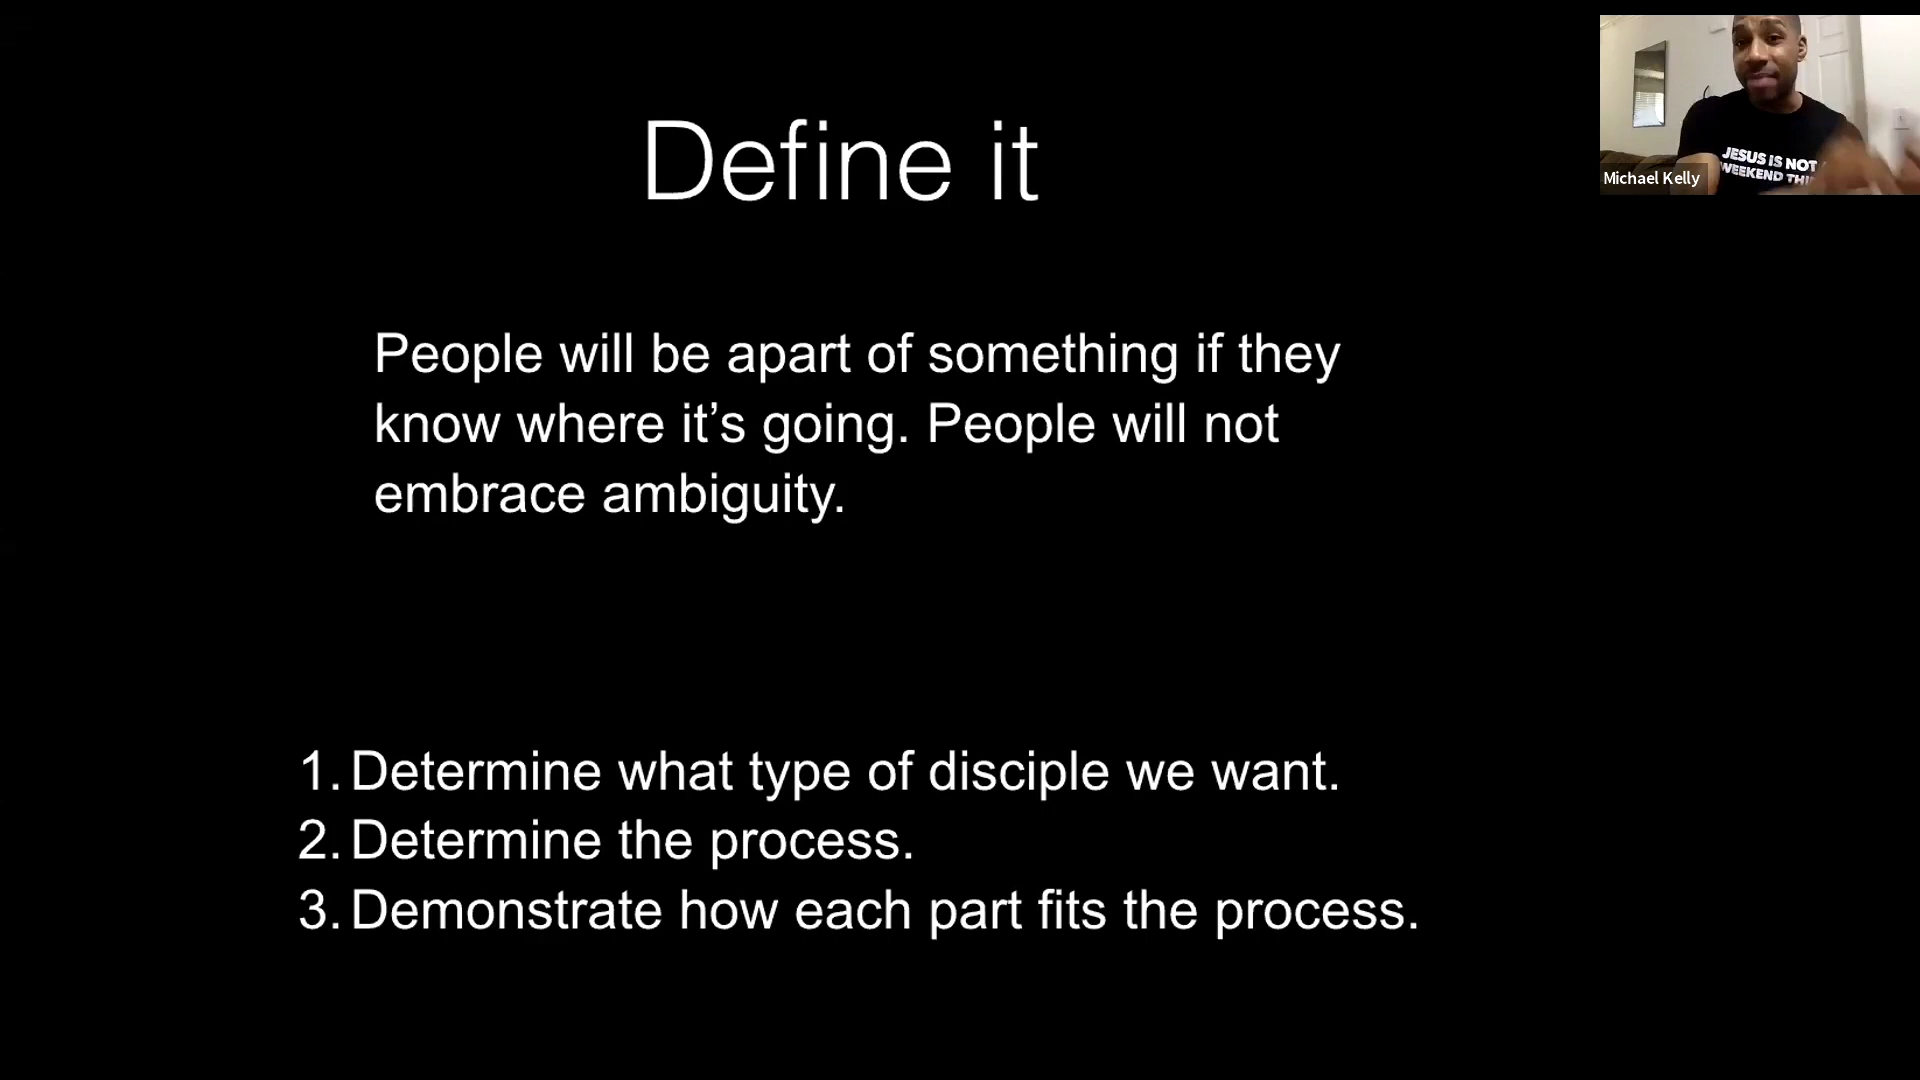 Define it
People will be apart of something if they
know where it’s going. People will not
embrace ambiguity.
1. Determine what type of disciple we want.
2. Determine the process.
3. Demonstrate how each part fits the process.
JESUS IS NOT
WEEKEND
Michael Kelly